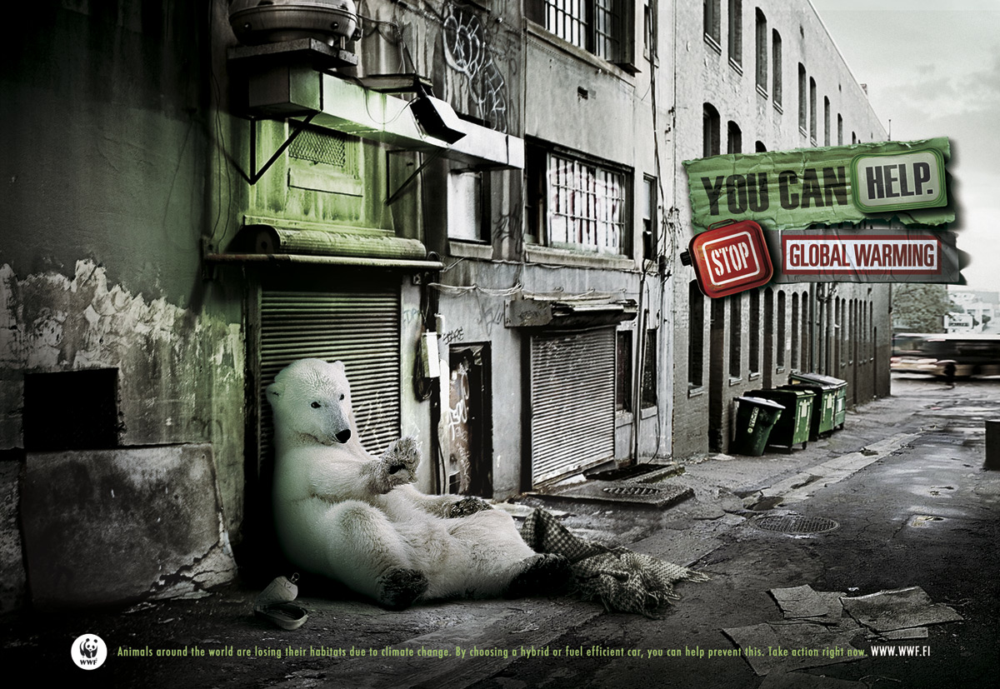 YOU CAN HELP.
STOP GLOBAL WARMING
WWF
Animals around the world are losing their habitats due to climate change. By choosing a hybrid or fuel efficient car, you can help prevent this. Take action right now. WWW.WWF.FI